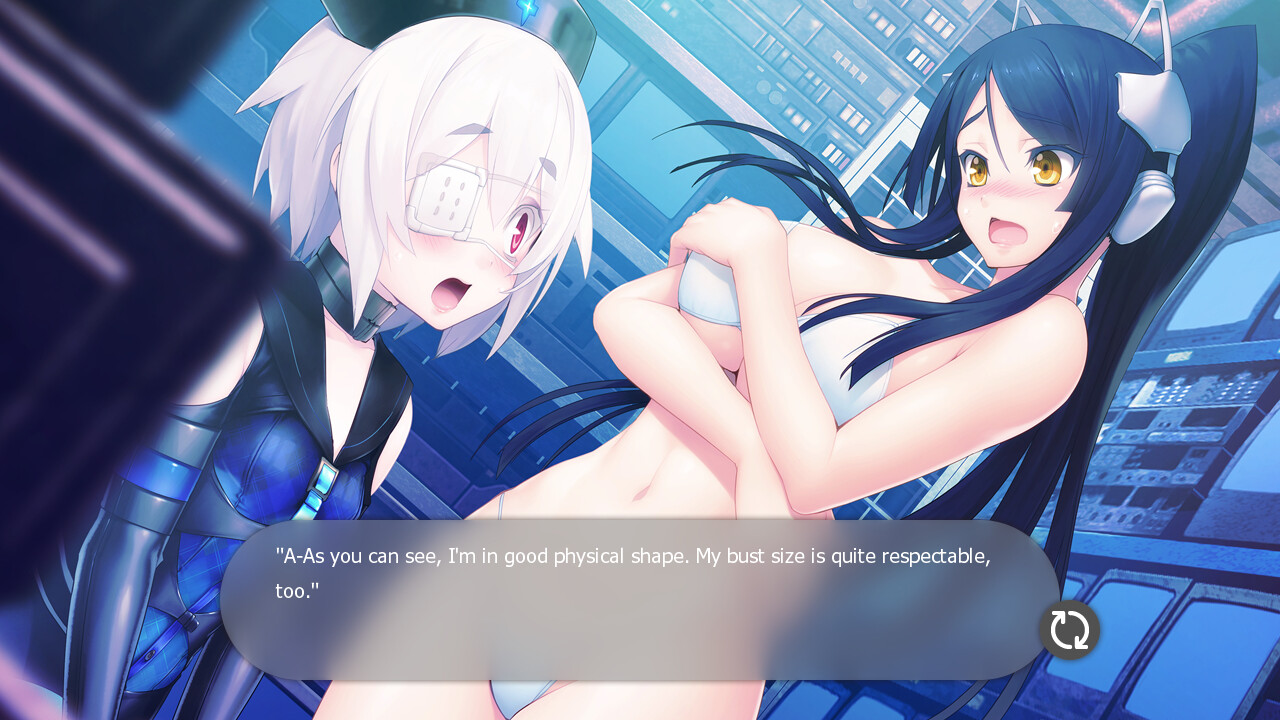 "A-As you can see, I'm in good physical shape. My bust size is quite respectable,
too."